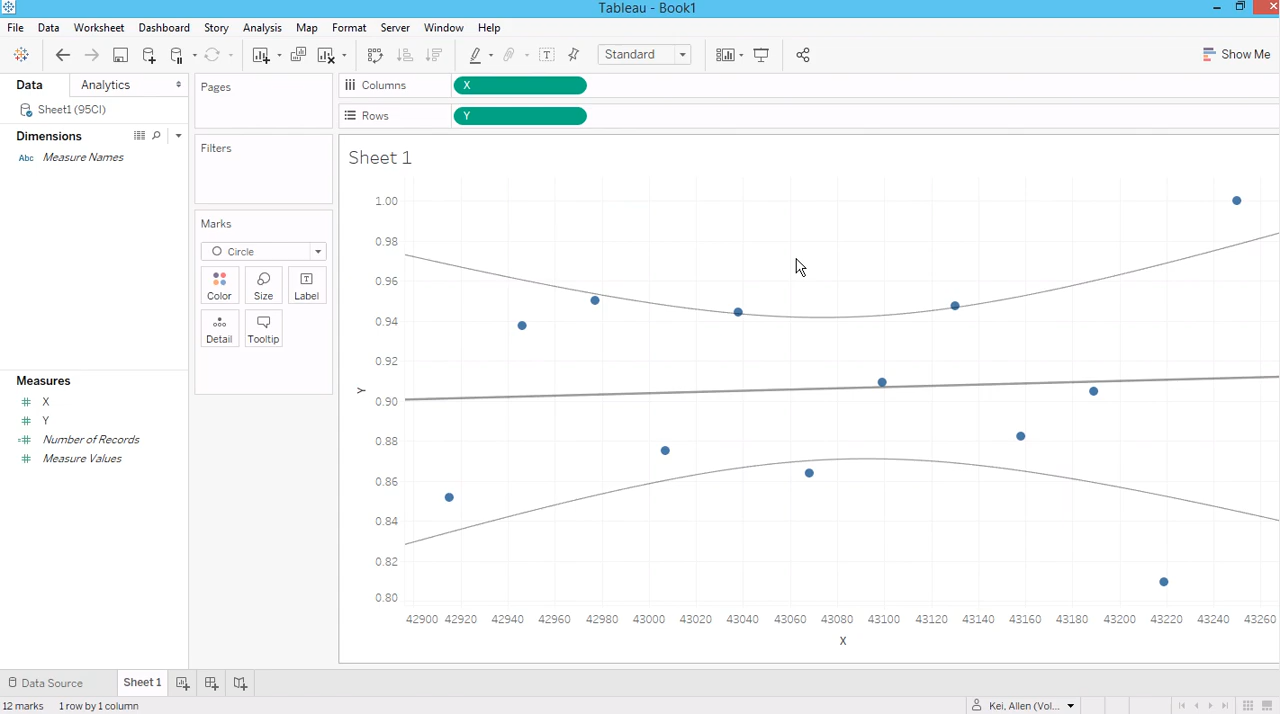 Tableau - Book1
File Data Worksheet Dashboard Story Analysis Map Format Server Window Help
Standard
Show Me
Data Analytics
Sheet1 (95CI)
Dimensions
Abc Measure Names
Measures
X
Y
Number of Records
Measure Values
Pages
Filters
Marks
Circle
Color Size Label
Detail Tooltip
Columns X
Rows Y
Sheet 1
1.00
0.98
0.96
0.94
0.92
0.90
0.88
0.86
0.84
0.82
0.80
Y
42900 42920 42940 42960 42980 43000 43020 43040 43060 43080 43100 43120 43140 43160 43180 43200 43220 43240 43260
X
Data Source Sheet 1
12 marks 1 row by 1 column Kei, Allen (Vol...